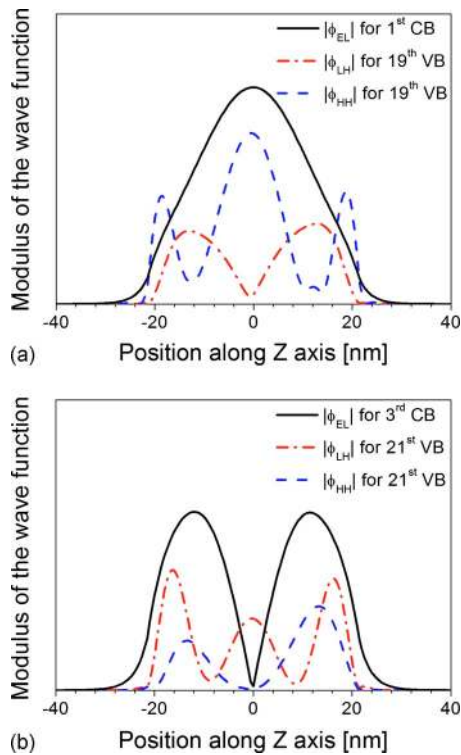 Modulus of the wave function
|ϕEL| for 1st CB
|ϕLH| for 19th VB
|ϕHH| for 19th VB
-40 -20 0 20 40
(a) Position along Z axis [nm]
Modulus of the wave function
|ϕEL| for 3rd CB
|ϕLH| for 21st VB
|ϕHH| for 21st VB
-40 -20 0 20 40
(b) Position along Z axis [nm]